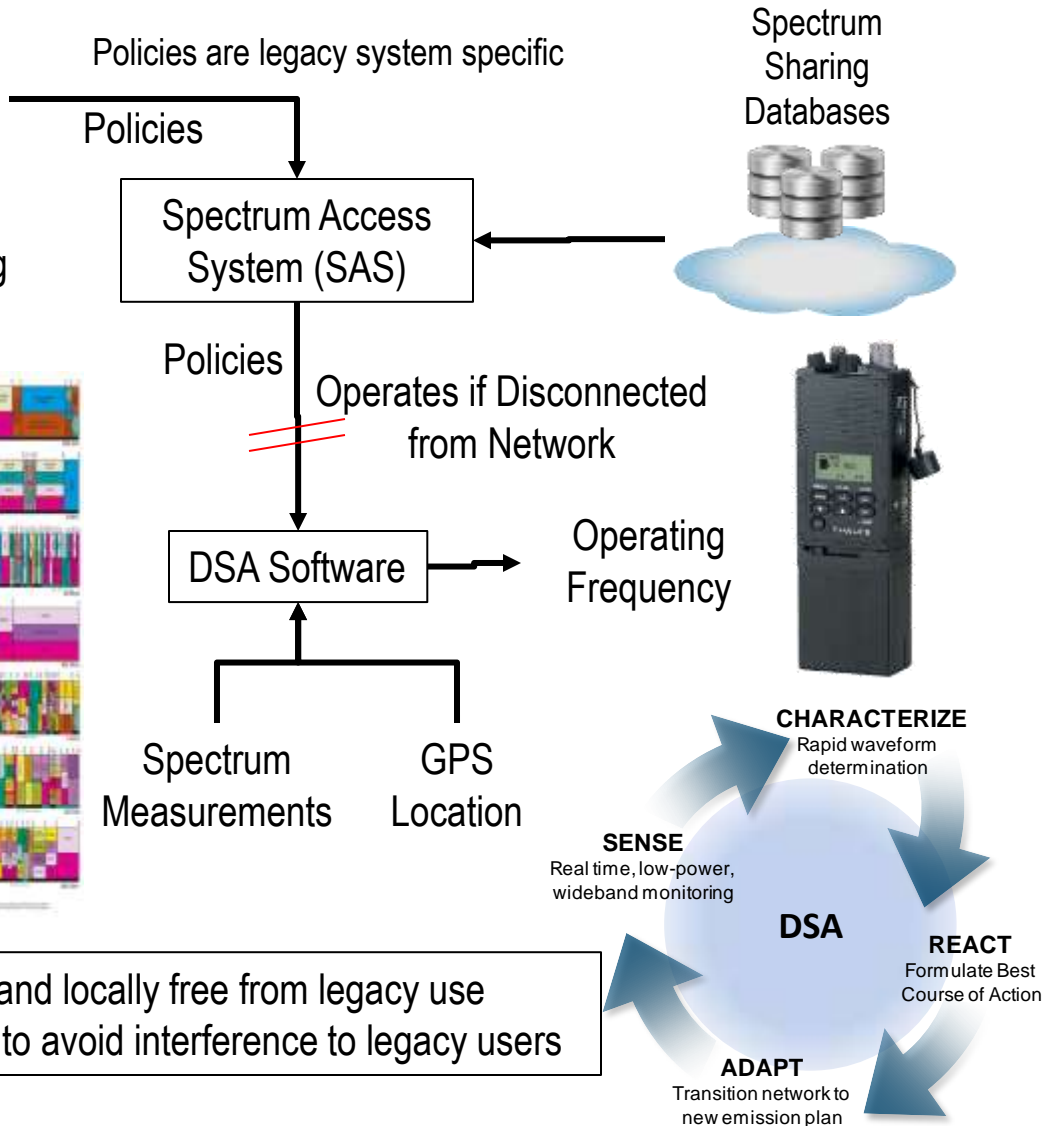 Policies are legacy system specific
Spectrum
Sharing
Databases
Policies
Spectrum Access
System (SAS)
g
Policies
Operates if Disconnected
from Network
DSA Software
Operating
Frequency
Spectrum
Measurements
GPS
Location
CHARACTERIZE
Rapid waveform
determination
SENSE
Real time, low-power,
wideband monitoring
DSA
REACT
Formulate Best
Course of Action
ADAPT
Transition network to
new emission plan
and locally free from legacy use
to avoid interference to legacy users